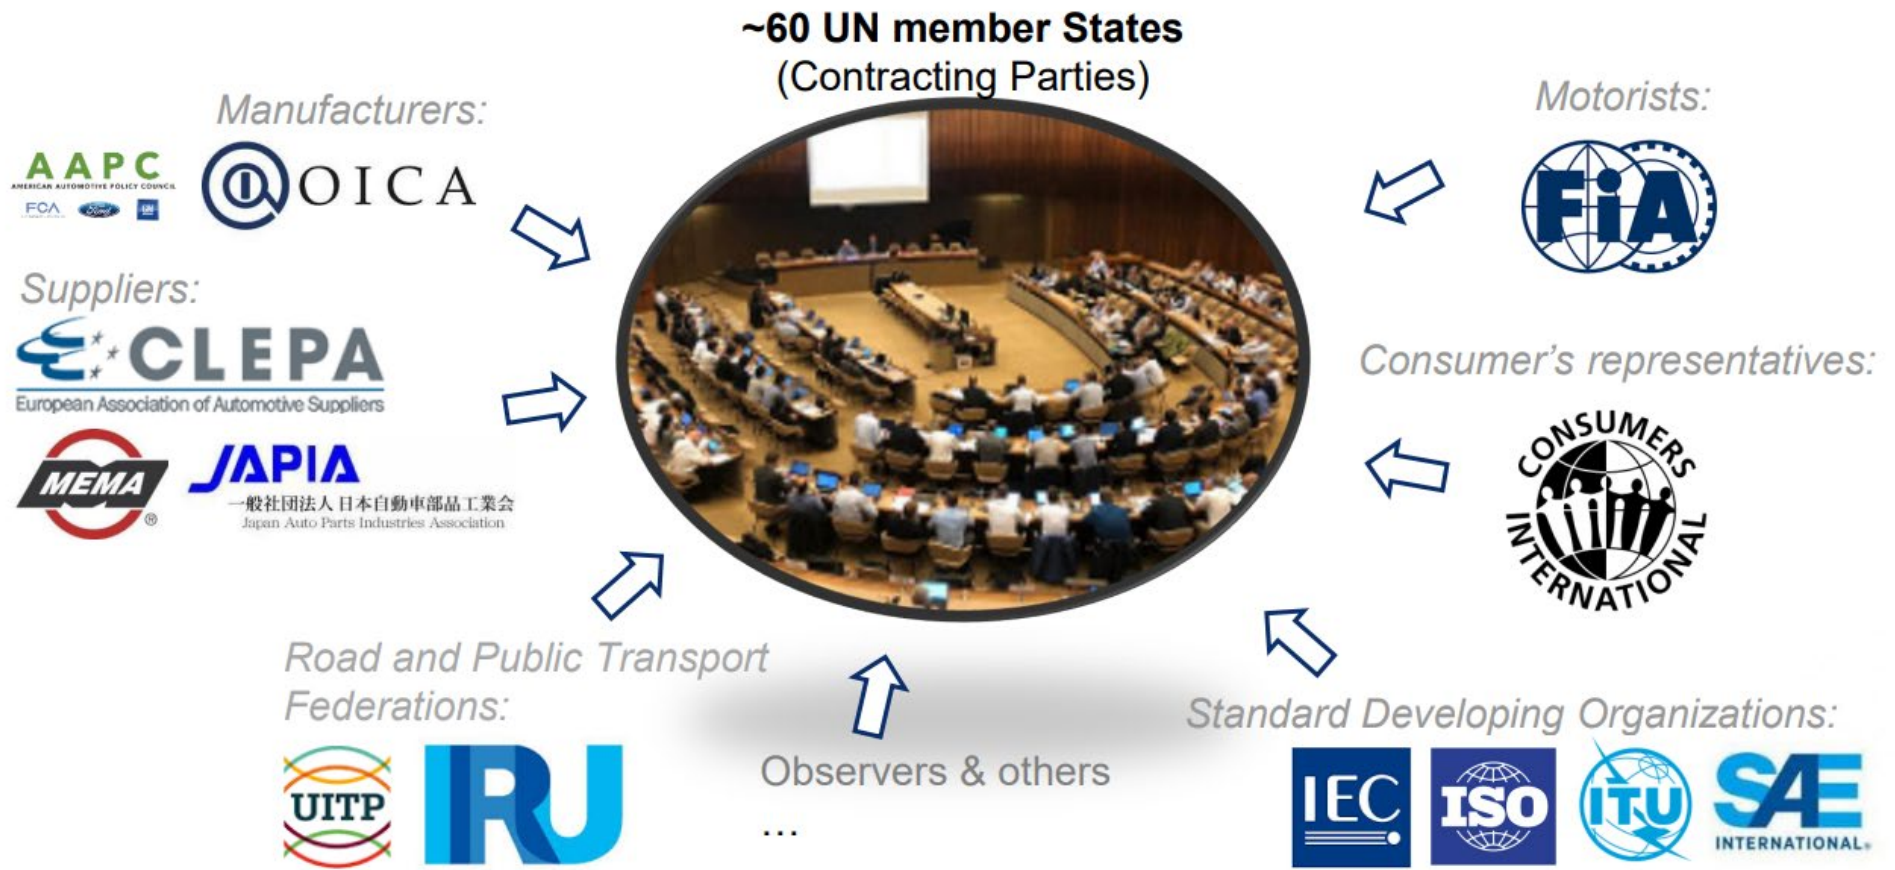 ~60 UN member States
(Contracting Parties)
Manufacturers:
AAPC
AMERICAN AUTOMOTIVE POLICY COUNCIL
FCA
Ford
GM
OICA
Suppliers:
CLEPA
European Association of Automotive Suppliers
MEMA
®
JAPIA
一般社団法人 日本自動車部品工業会
Japan Auto Parts Industries Association
Road and Public Transport
Federations:
UITP
IRU
Observers & others
...
Motorists:
FiA
Consumer's representatives:
CONSUMERS
INTERNATIONAL
Standard Developing Organizations:
IEC
ISO
ITU
SAE
INTERNATIONAL®